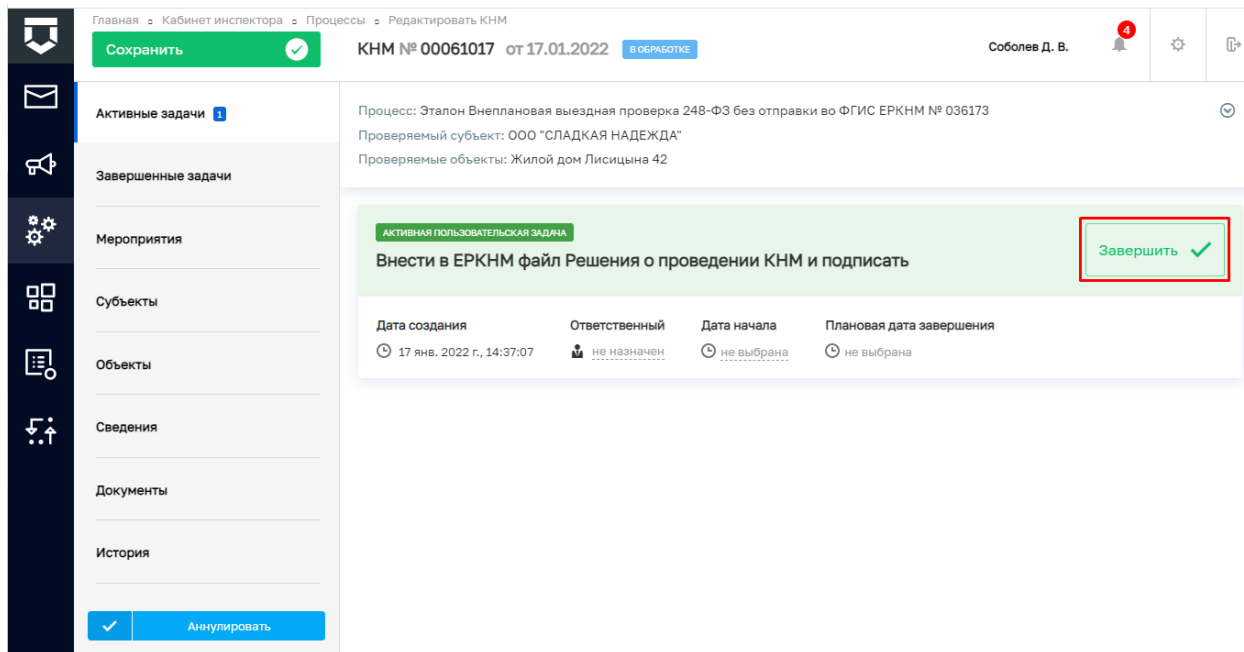 Главная Кабинет инспектора Процессы Редактировать КНМ
Сохранить
КНМ № 00061017 от 17.01.2022 В ОБРАБОТКЕ
Соболев Д. В.
4
Активные задачи 1
Завершенные задачи
Мероприятия
Субъекты
Объекты
Сведения
Документы
История
Аннулировать
Процесс: Эталон Внеплановая выездная проверка 248-ФЗ без отправки во ФГИС ЕРКНМ № 036173
Проверяемый субъект: ООО "СЛАДКАЯ НАДЕЖДА"
Проверяемые объекты: Жилой дом Лисицына 42
АКТИВНАЯ ПОЛЬЗОВАТЕЛЬСКАЯ ЗАДАЧА
Внести в ЕРКНМ файл Решения о проведении КНМ и подписать
Завершить
Дата создания Ответственный Дата начала Плановая дата завершения
17 янв. 2022 г., 14:37:07 не назначен не выбрана не выбрана